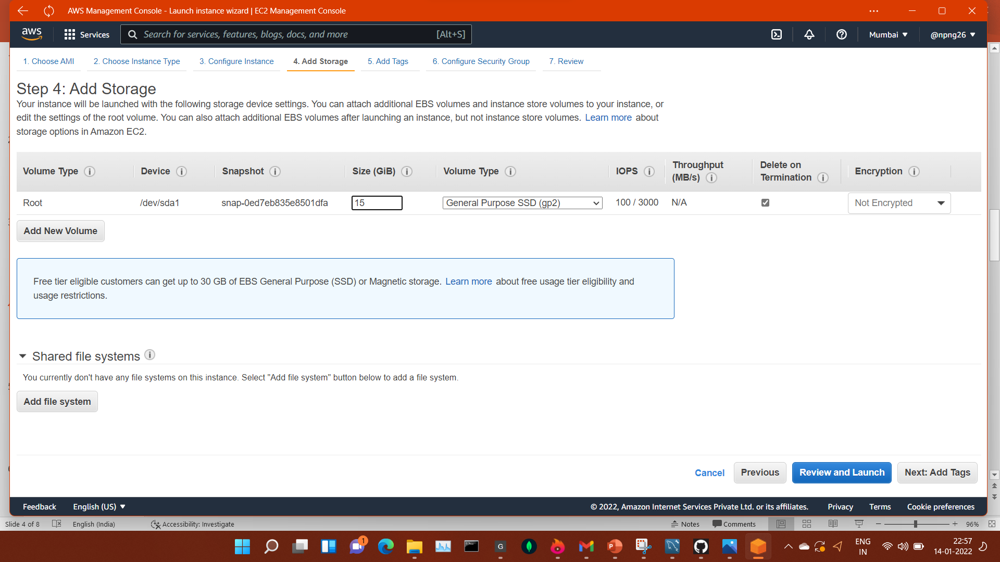 AWS Management Console - Launch instance wizard | EC2 Management Console
aws
Services
Search for services, features, blogs, docs, and more
[Alt+S]
Mumbai
@npng26
1. Choose AMI
2. Choose Instance Type
3. Configure Instance
4. Add Storage
5. Add Tags
6. Configure Security Group
7. Review
Step 4: Add Storage
Your instance will be launched with the following storage device settings. You can attach additional EBS volumes and instance store volumes to your instance, or
edit the settings of the root volume. You can also attach additional EBS volumes after launching an instance, but not instance store volumes. Learn more about
storage options in Amazon EC2.
Volume Type
Device
Snapshot
Size (GiB)
Volume Type
IOPS
Throughput
(MB/s)
Delete on
Termination
Encryption
Root
/dev/sda1
snap-0ed7eb835e8501dfa
15
General Purpose SSD (gp2)
100 / 3000
N/A
Not Encrypted
Add New Volume
Free tier eligible customers can get up to 30 GB of EBS General Purpose (SSD) or Magnetic storage. Learn more about free usage tier eligibility and
usage restrictions.
Shared file systems
You currently don't have any file systems on this instance. Select "Add file system" button below to add a file system.
Add file system
Cancel
Previous
Review and Launch
Next: Add Tags
Feedback
English (US)
© 2022, Amazon Internet Services Private Ltd. or its affiliates.
Privacy
Terms
Cookie preferences
Slide 4 of 8
English (India)
Accessibility: Investigate
Notes
Comments
96%
1
G
P
ENG
IN
22:57
14-01-2022